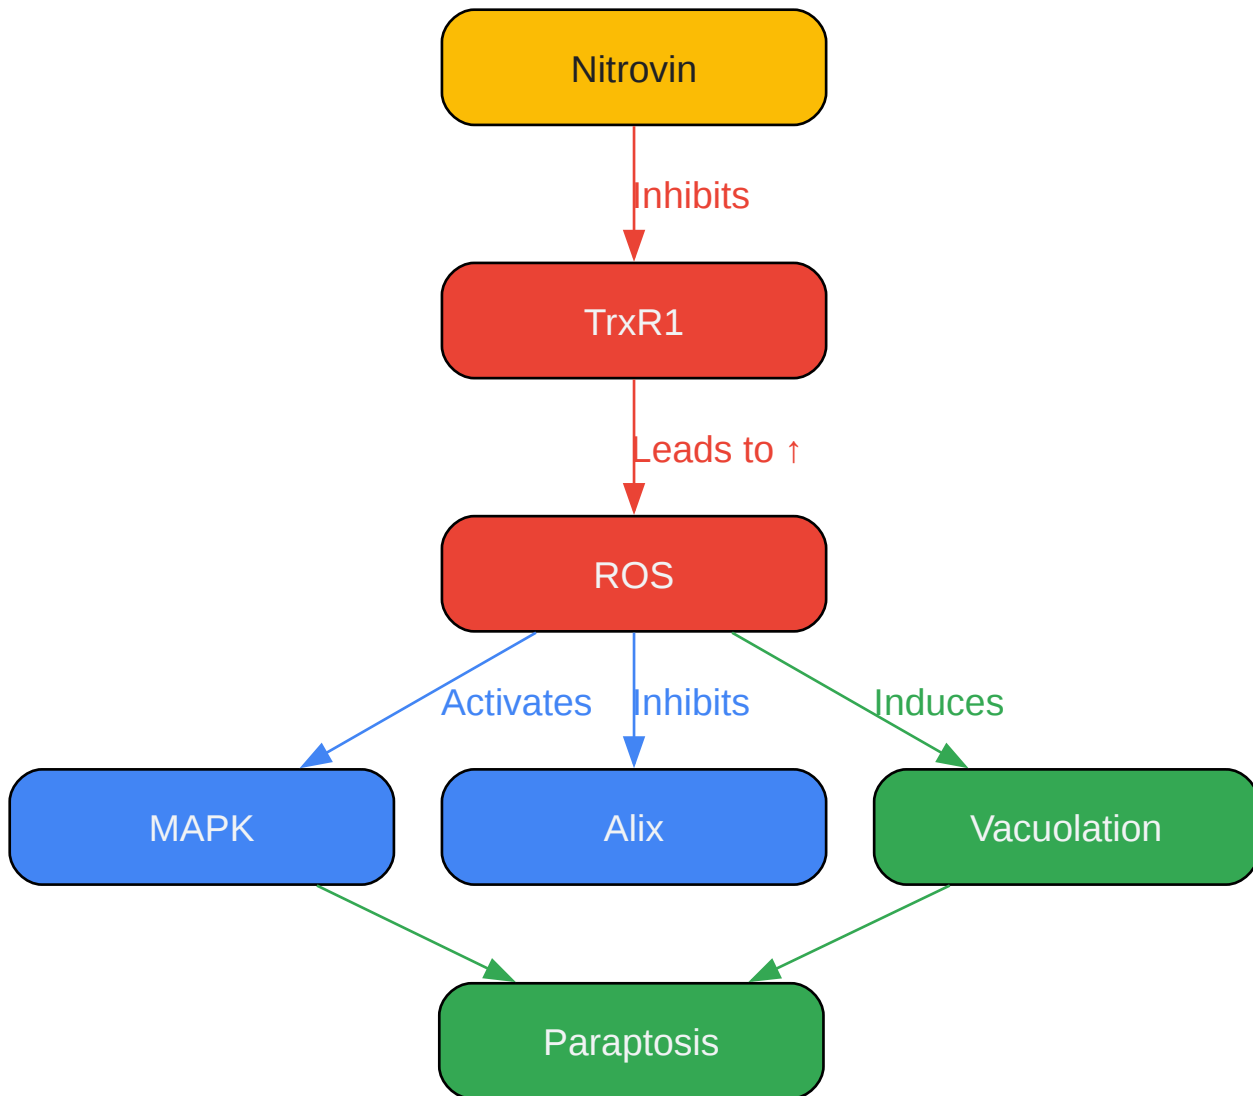 Nitrovin
Inhibits
TrxR1
Leads to ↑
ROS
Activates
Inhibits
Induces
MAPK
Alix
Vacuolation
Paraptosis